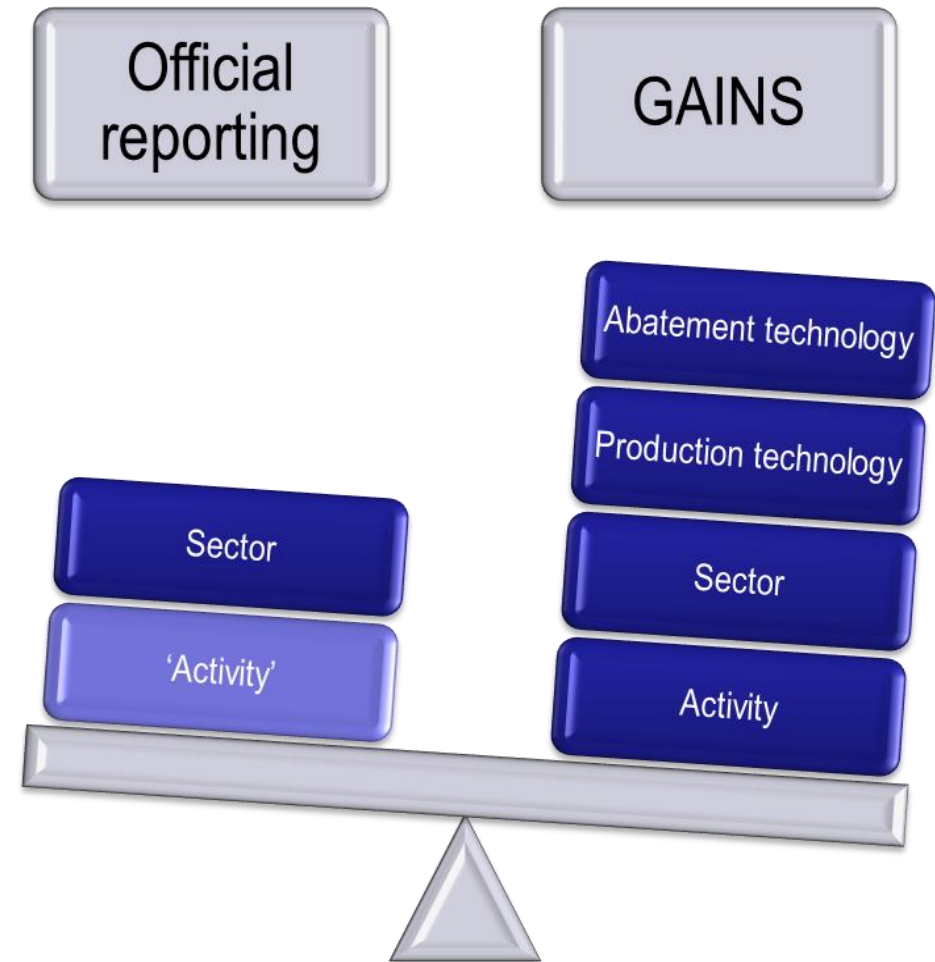 Official
reporting
GAINS
Abatement technology
Production technology
Sector
Sector
‘Activity’
Activity